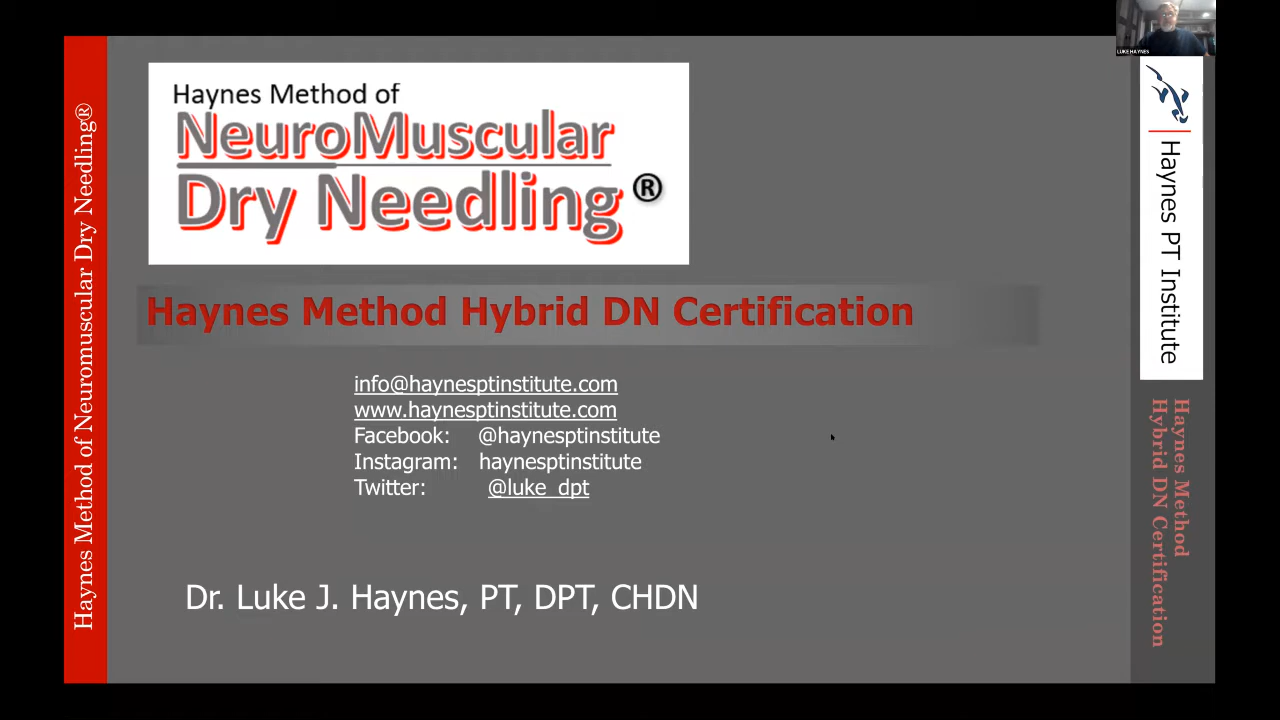 LUKE HAYNES
Haynes Method of Neuromuscular Dry Needling®
Haynes Method of
NeuroMuscular
Dry Needling®
Haynes Method Hybrid DN Certification
info@haynesptinstitute.com
www.haynesptinstitute.com
Facebook: @haynesptinstitute
Instagram: haynesptinstitute
Twitter: @luke_dpt
Dr. Luke J. Haynes, PT, DPT, CHDN
Haynes PT Institute
Haynes Method
Hybrid DN Certification